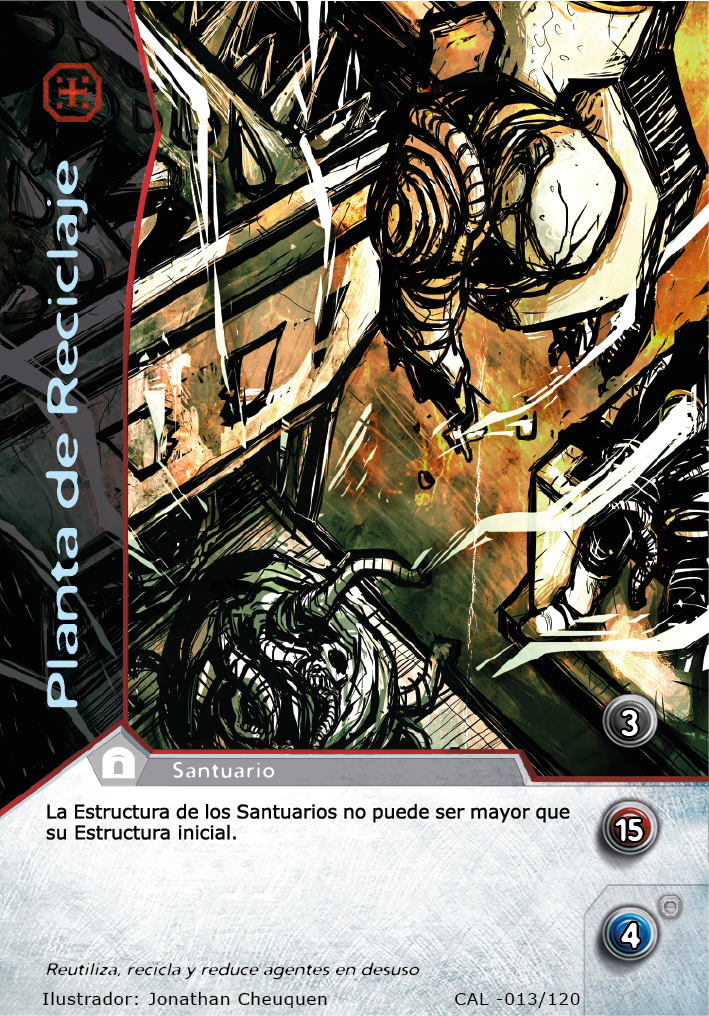 Planta de Reciclaje
3
Santuario
La Estructura de los Santuarios no puede ser mayor que
su Estructura inicial.
15
4
Reutiliza, recicla y reduce agentes en desuso
Ilustrador: Jonathan Cheuquen CAL -013/120